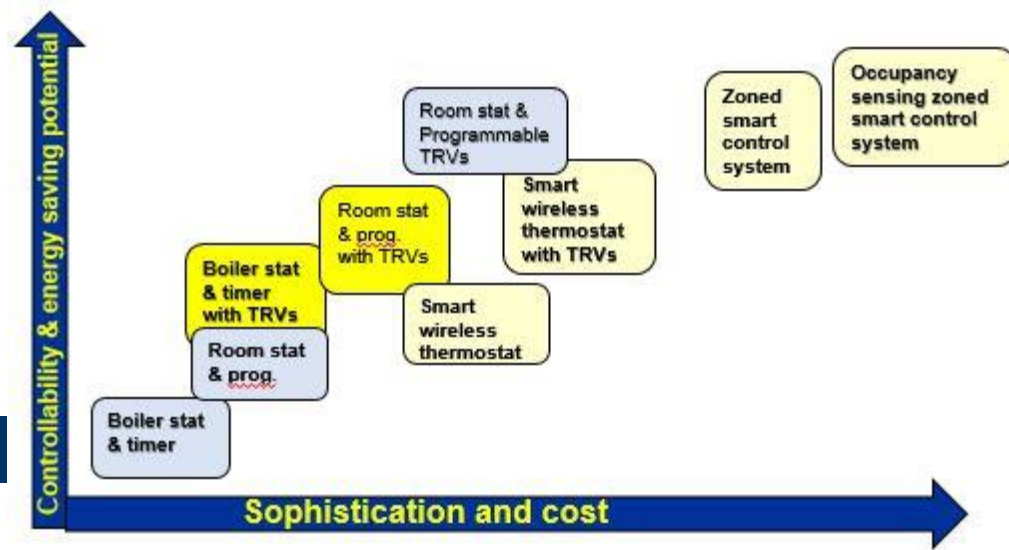 Controllability & energy saving potential
Occupancy
sensing zoned
smart control
system
Zoned
smart
control
system
Room stat &
Programmable
TRVs
Smart
wireless
thermostat
with TRVs
Room stat
& prog.
with TRVs
Boiler stat
& timer
with TRVs
Smart
wireless
thermostat
Room stat
& prog.
Boiler stat
& timer
Sophistication and cost